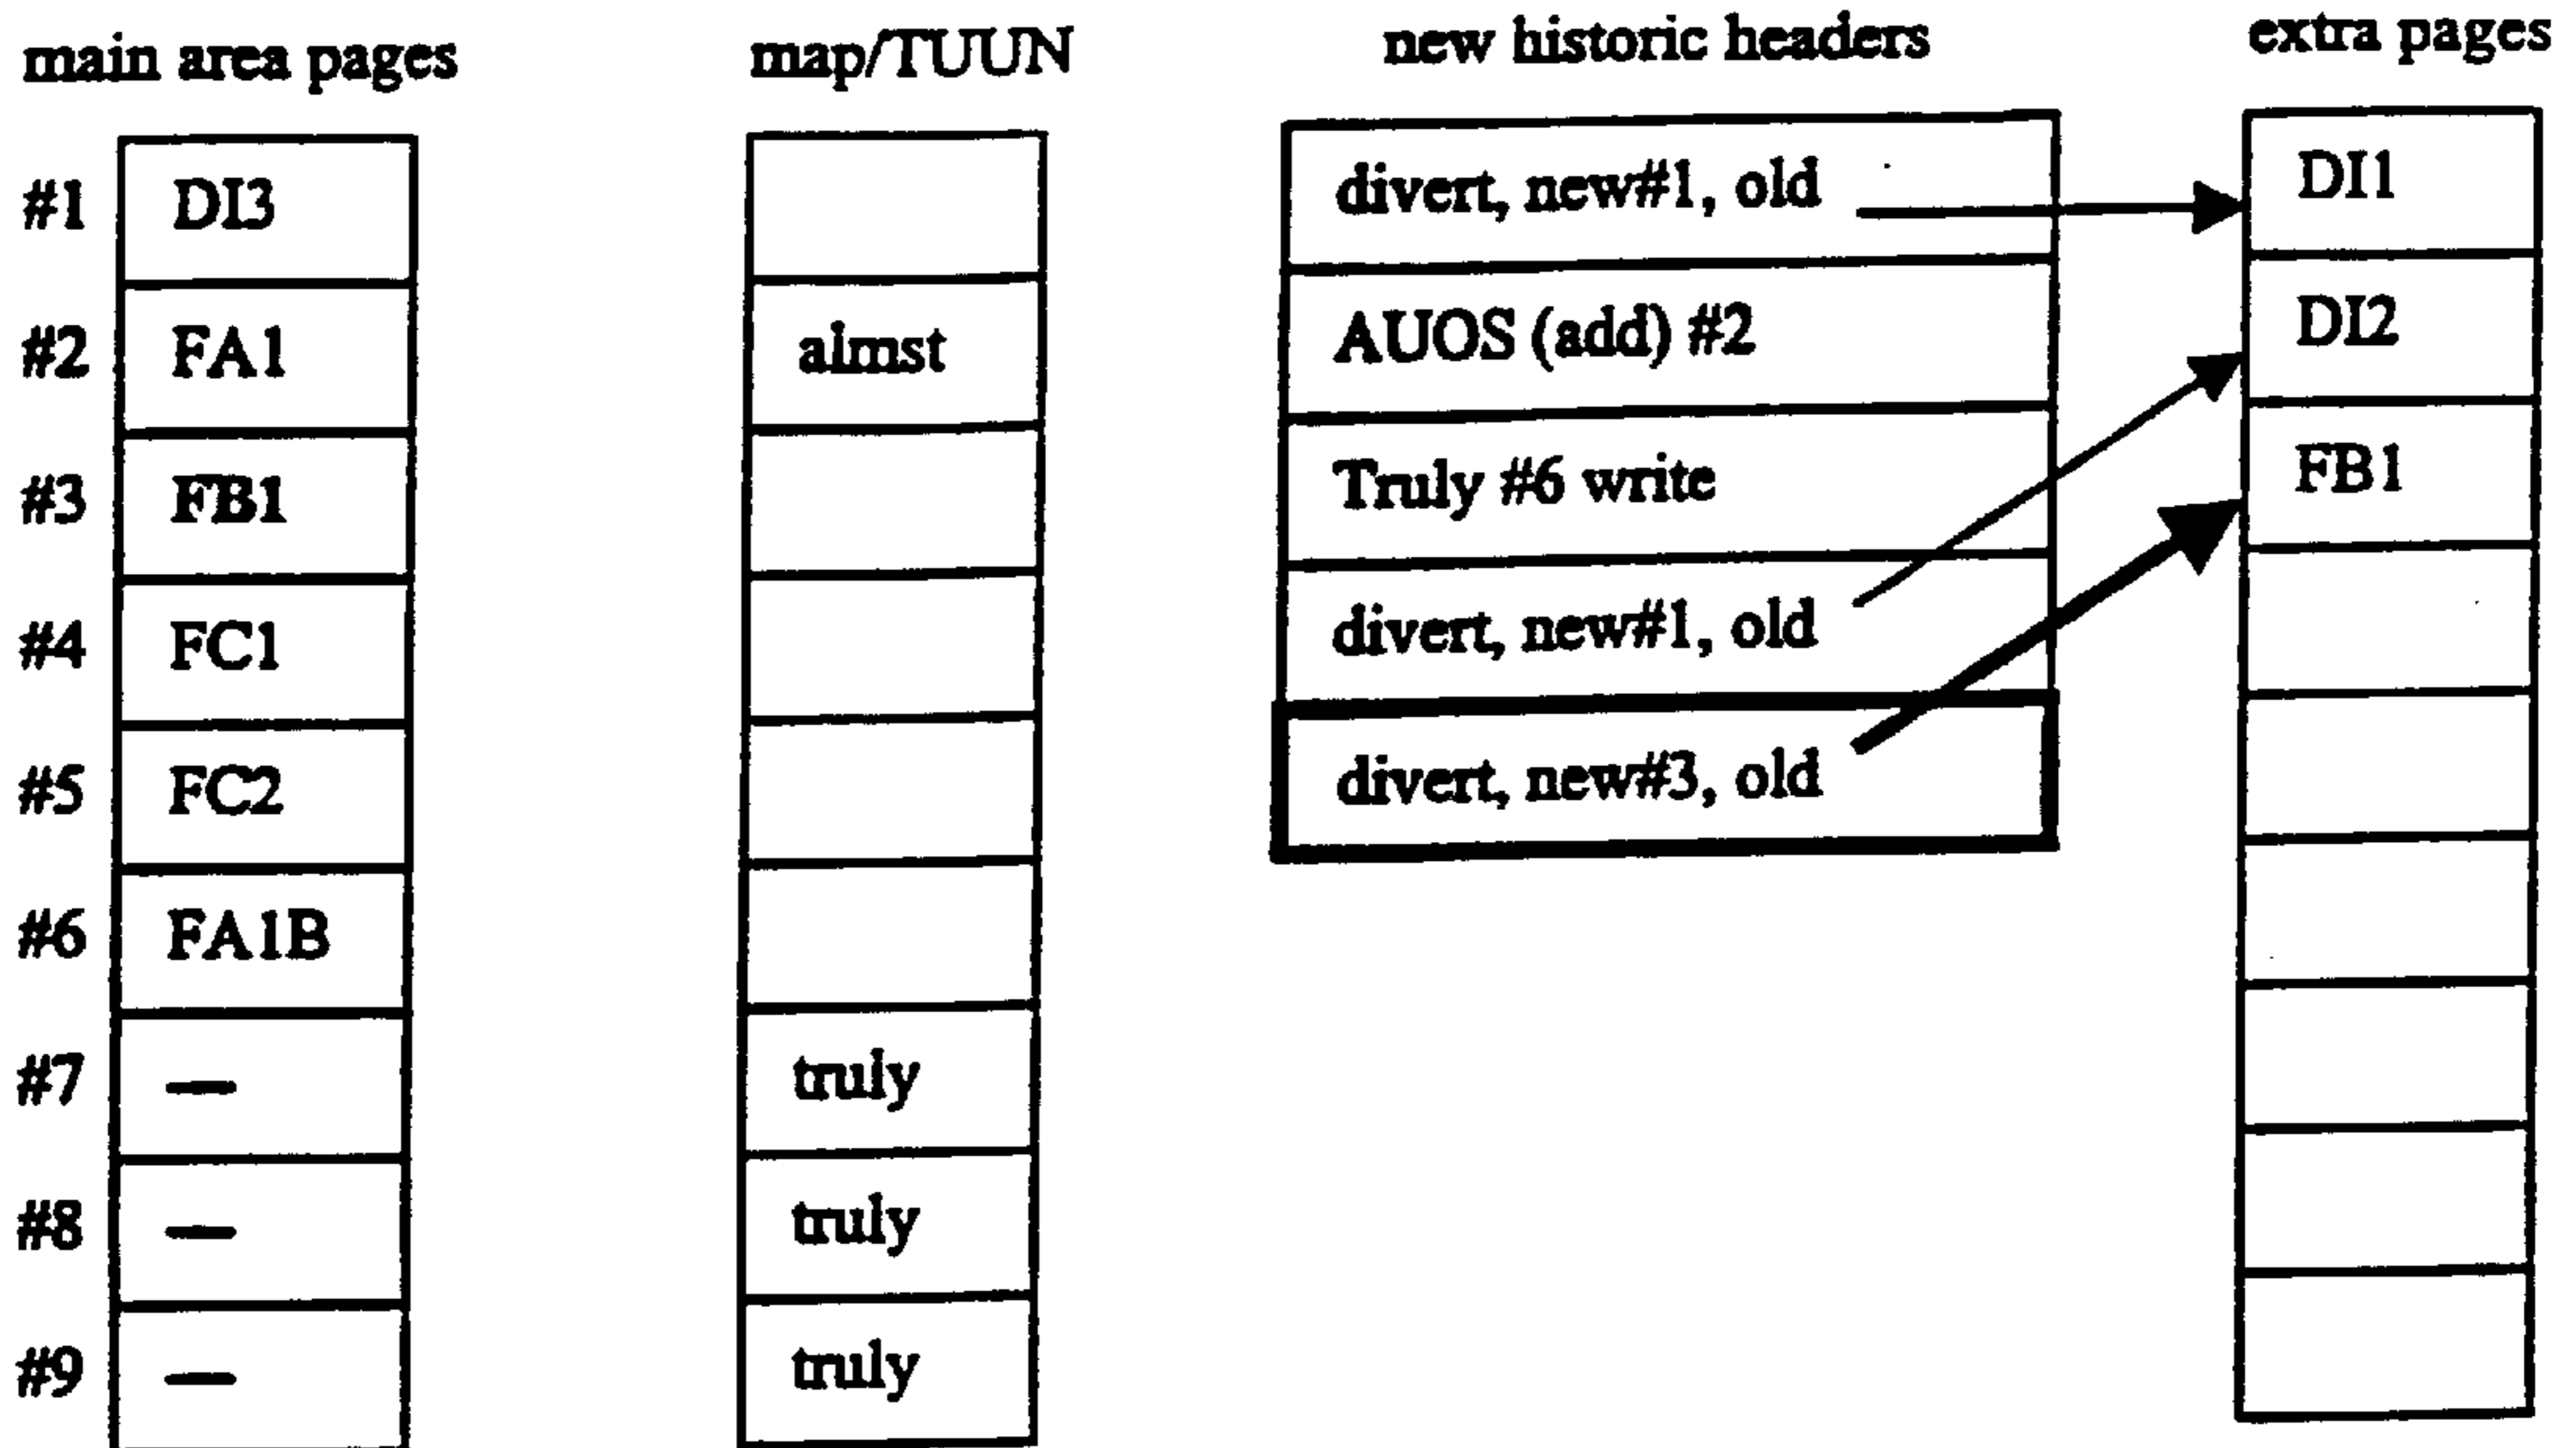 main area pages
map/TUUN
new historic headers
extra pages
#1 DI3
#2 FA1
#3 FB1
#4 FC1
#5 FC2
#6 FA1B
#7 —
#8 —
#9 —
almst
truly
truly
truly
divert, new#1, old
AUOS (add) #2
Truly #6 write
divert, new#1, old
divert, new#3, old
DI1
DI2
FB1